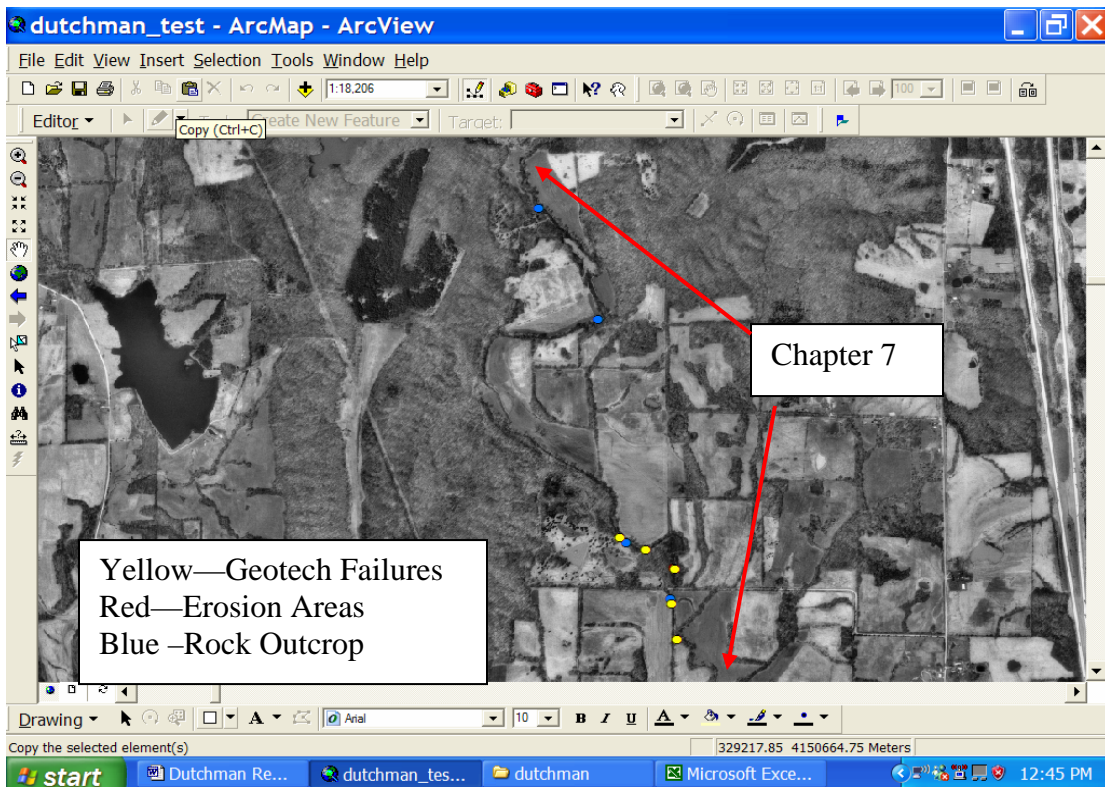 dutchman_test - ArcMap - ArcView
File Edit View Insert Selection Tools Window Help
1:18,206
100
Editor
Create New Feature
Target:
Copy (Ctrl+C)
Chapter 7
Yellow—Geotech Failures
Red—Erosion Areas
Blue –Rock Outcrop
Drawing
A
Arial
10
B I U A
Copy the selected element(s)
329217.85 4150664.75 Meters
start
Dutchman Re...
dutchman_tes...
dutchman
Microsoft Exce...
12:45 PM